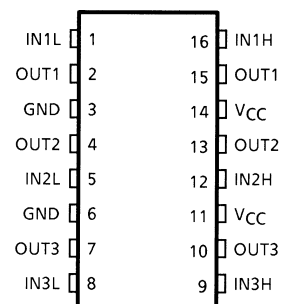 IN1L 1 16 IN1H
OUT1 2 15 OUT1
GND 3 14 VCC
OUT2 4 13 OUT2
IN2L 5 12 IN2H
GND 6 11 VCC
OUT3 7 10 OUT3
IN3L 8 9 IN3H